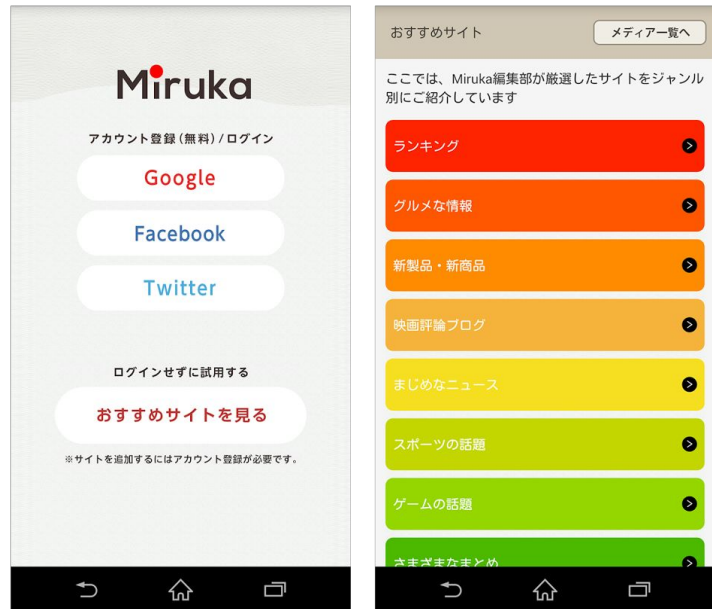 Miruka
アカウント登録(無料)/ログイン
Google
Facebook
Twitter
ログインせずに試用する
おすすめサイトを見る
※サイトを追加するにはアカウント登録が必要です。
おすすめサイト
メディア一覧へ
ここでは、Miruka編集部が厳選したサイトをジャンル
別にご紹介しています
ランキング
グルメな情報
新製品・新商品
映画評論ブログ
まじめなニュース
スポーツの話題
ゲームの話題
さまざまなまとめ